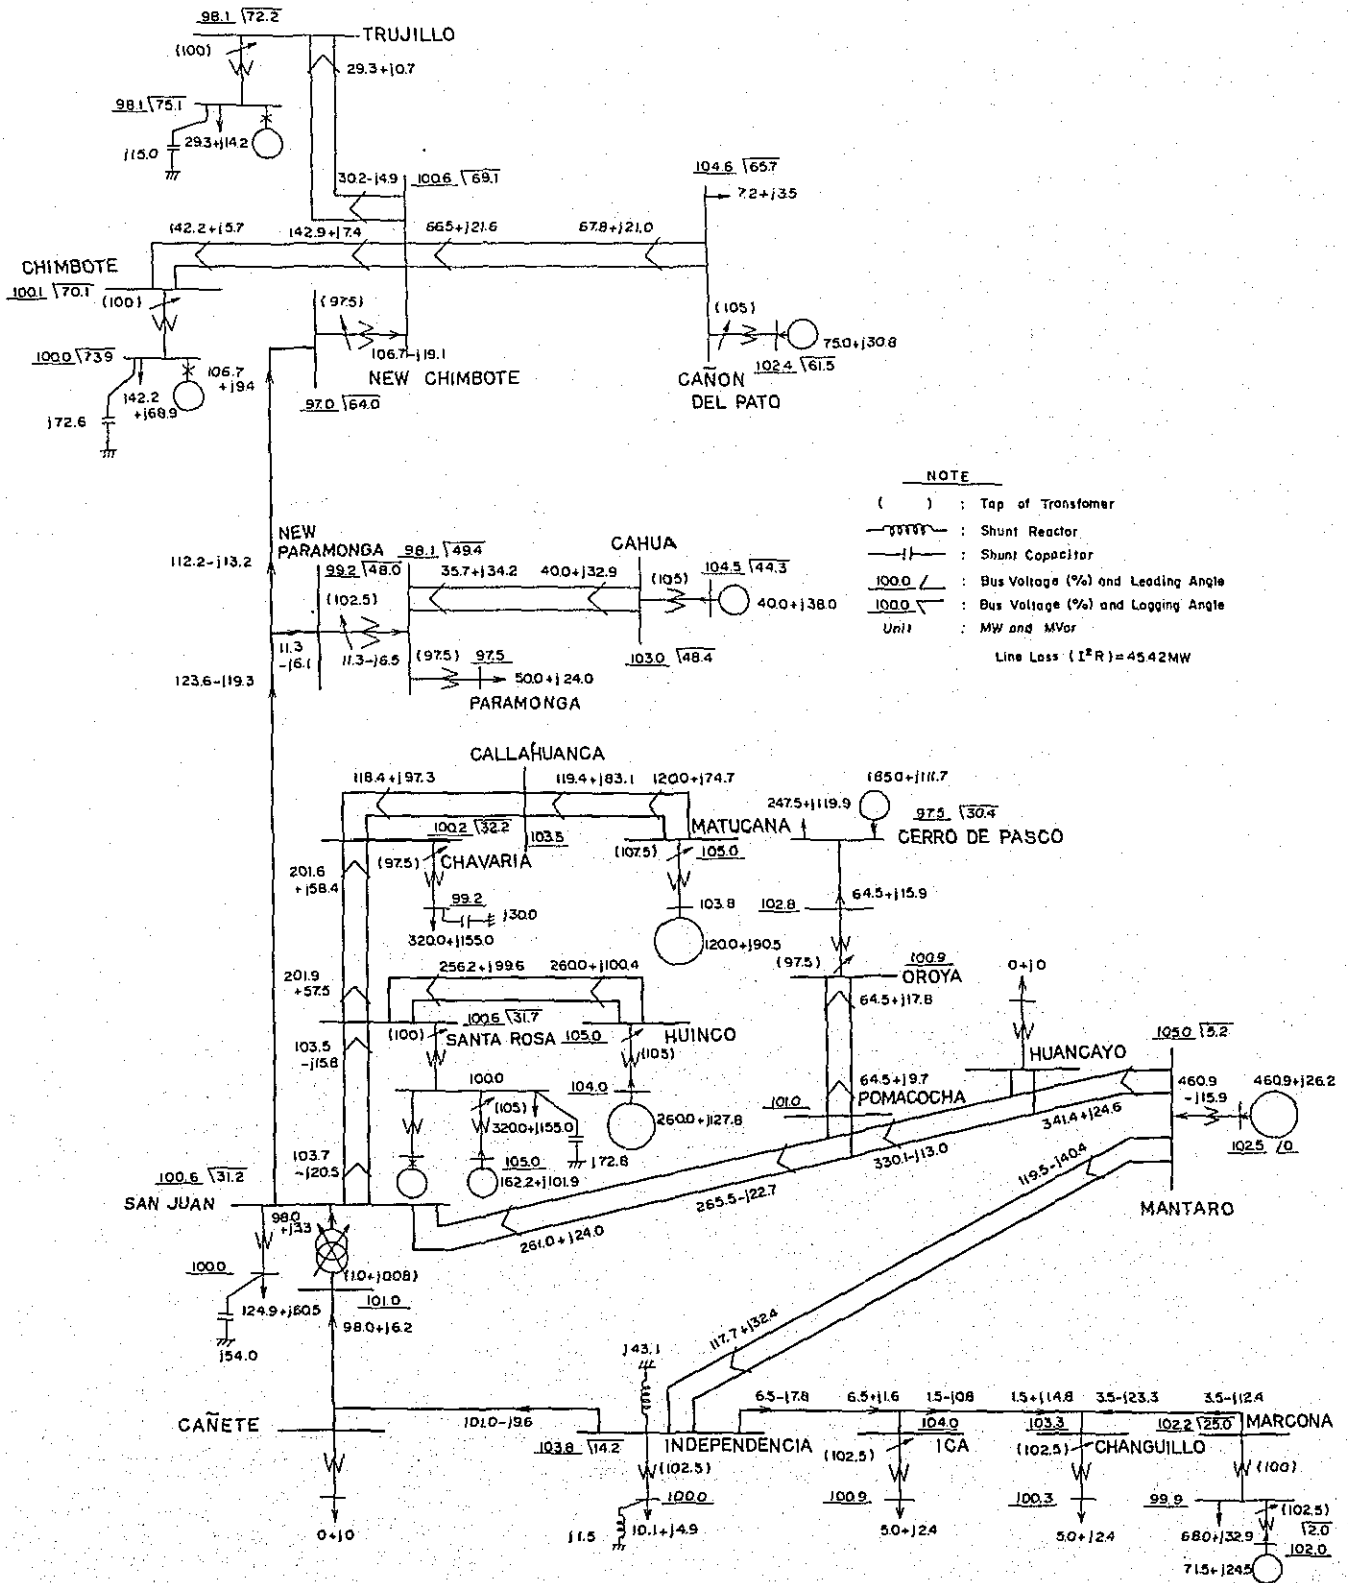 98.1 √72.2
TRUJILLO
(100)
29.3+j0.7
98.1 √75.1
29.3+j14.2
j15.0
30.2-j4.9
100.6 √69.1
104.6 √65.7
7.2+j3.5
142.2+j5.7
142.9+j7.4
66.5+j21.6
67.8+j21.0
CHIMBOTE
100.1 √70.1
(100)
(97.5)
(105)
100.0 √73.9
106.7
+j9.4
106.7-j19.1
75.0+j30.8
102.4 √61.5
NEW CHIMBOTE
CAÑON
DEL PATO
142.2
+j68.9
97.0 √64.0
j72.6
NOTE
( ) : Tap of Transfomer
: Shunt Reactor
: Shunt Capacitor
100.0 ∠ : Bus Voltage (%) and Leading Angle
100.0 √ : Bus Voltage (%) and Lagging Angle
Unit : MW and MVar
Line Loss (I²R)=45.42MW
NEW
PARAMONGA
98.1 √49.4
CAHUA
112.2-j13.2
99.2 √48.0
35.7+j34.2
40.0+j32.9
104.5 √44.3
(102.5)
(105)
40.0+j38.0
11.3
-j6.1
11.3-j6.5
(97.5)
97.5
103.0 √48.4
123.6-j19.3
50.0+j24.0
PARAMONGA
CALLAHUANCA
118.4+j97.3
119.4+j83.1
120.0+j74.7
165.0+j111.7
247.5+j119.9
97.5 √30.4
100.2 √32.2
103.5
MATUCANA
CERRO DE PASCO
(97.5)
CHAVARIA
(107.5)
105.0
201.6
+j58.4
64.5+j15.9
99.2
j30.0
103.8
102.8
320.0+j155.0
120.0+j90.5
256.2+j99.6
260.0+j100.4
(97.5)
100.9
OROYA
0+j0
201.9
+57.5
64.5+j17.8
100.6 √31.7
(100)
SANTA ROSA
105.0
HUINCO
105.0 √5.2
103.5
-j15.8
(105)
HUANCAYO
100.0
104.0
64.5+j9.7
460.9
-j15.9
460.9+j26.2
(105)
320.0+j155.0
101.0
POMACOCHA
341.4+j24.6
260.0+j127.8
103.7
-j20.5
105.0
j72.8
330.1-j13.0
102.5 ∠0
100.6 √31.2
162.2+j101.9
119.5-j40.4
SAN JUAN
98.0
+j3.3
265.5-j22.7
MANTARO
261.0+j24.0
100.0
(1.0+j0.08)
124.9+j60.5
101.0
98.0+j6.2
j54.0
117.7+j32.4
j43.1
CAÑETE
101.0-j9.6
6.5-j7.8
6.5+j1.6
1.5-j0.8
1.5+j14.8
3.5-j23.3
3.5-j12.4
103.8 √14.2
INDEPENDENCIA
104.0
ICA
103.3
CHANGUILLO
102.2 √25.0
MARCONA
(102.5)
(102.5)
(102.5)
(100)
100.0
100.9
100.3
99.9
(102.5)
0+j0
j1.5
10.1+j4.9
5.0+j2.4
5.0+j2.4
68.0+j32.9
√2.0
102.0
71.5+j24.5